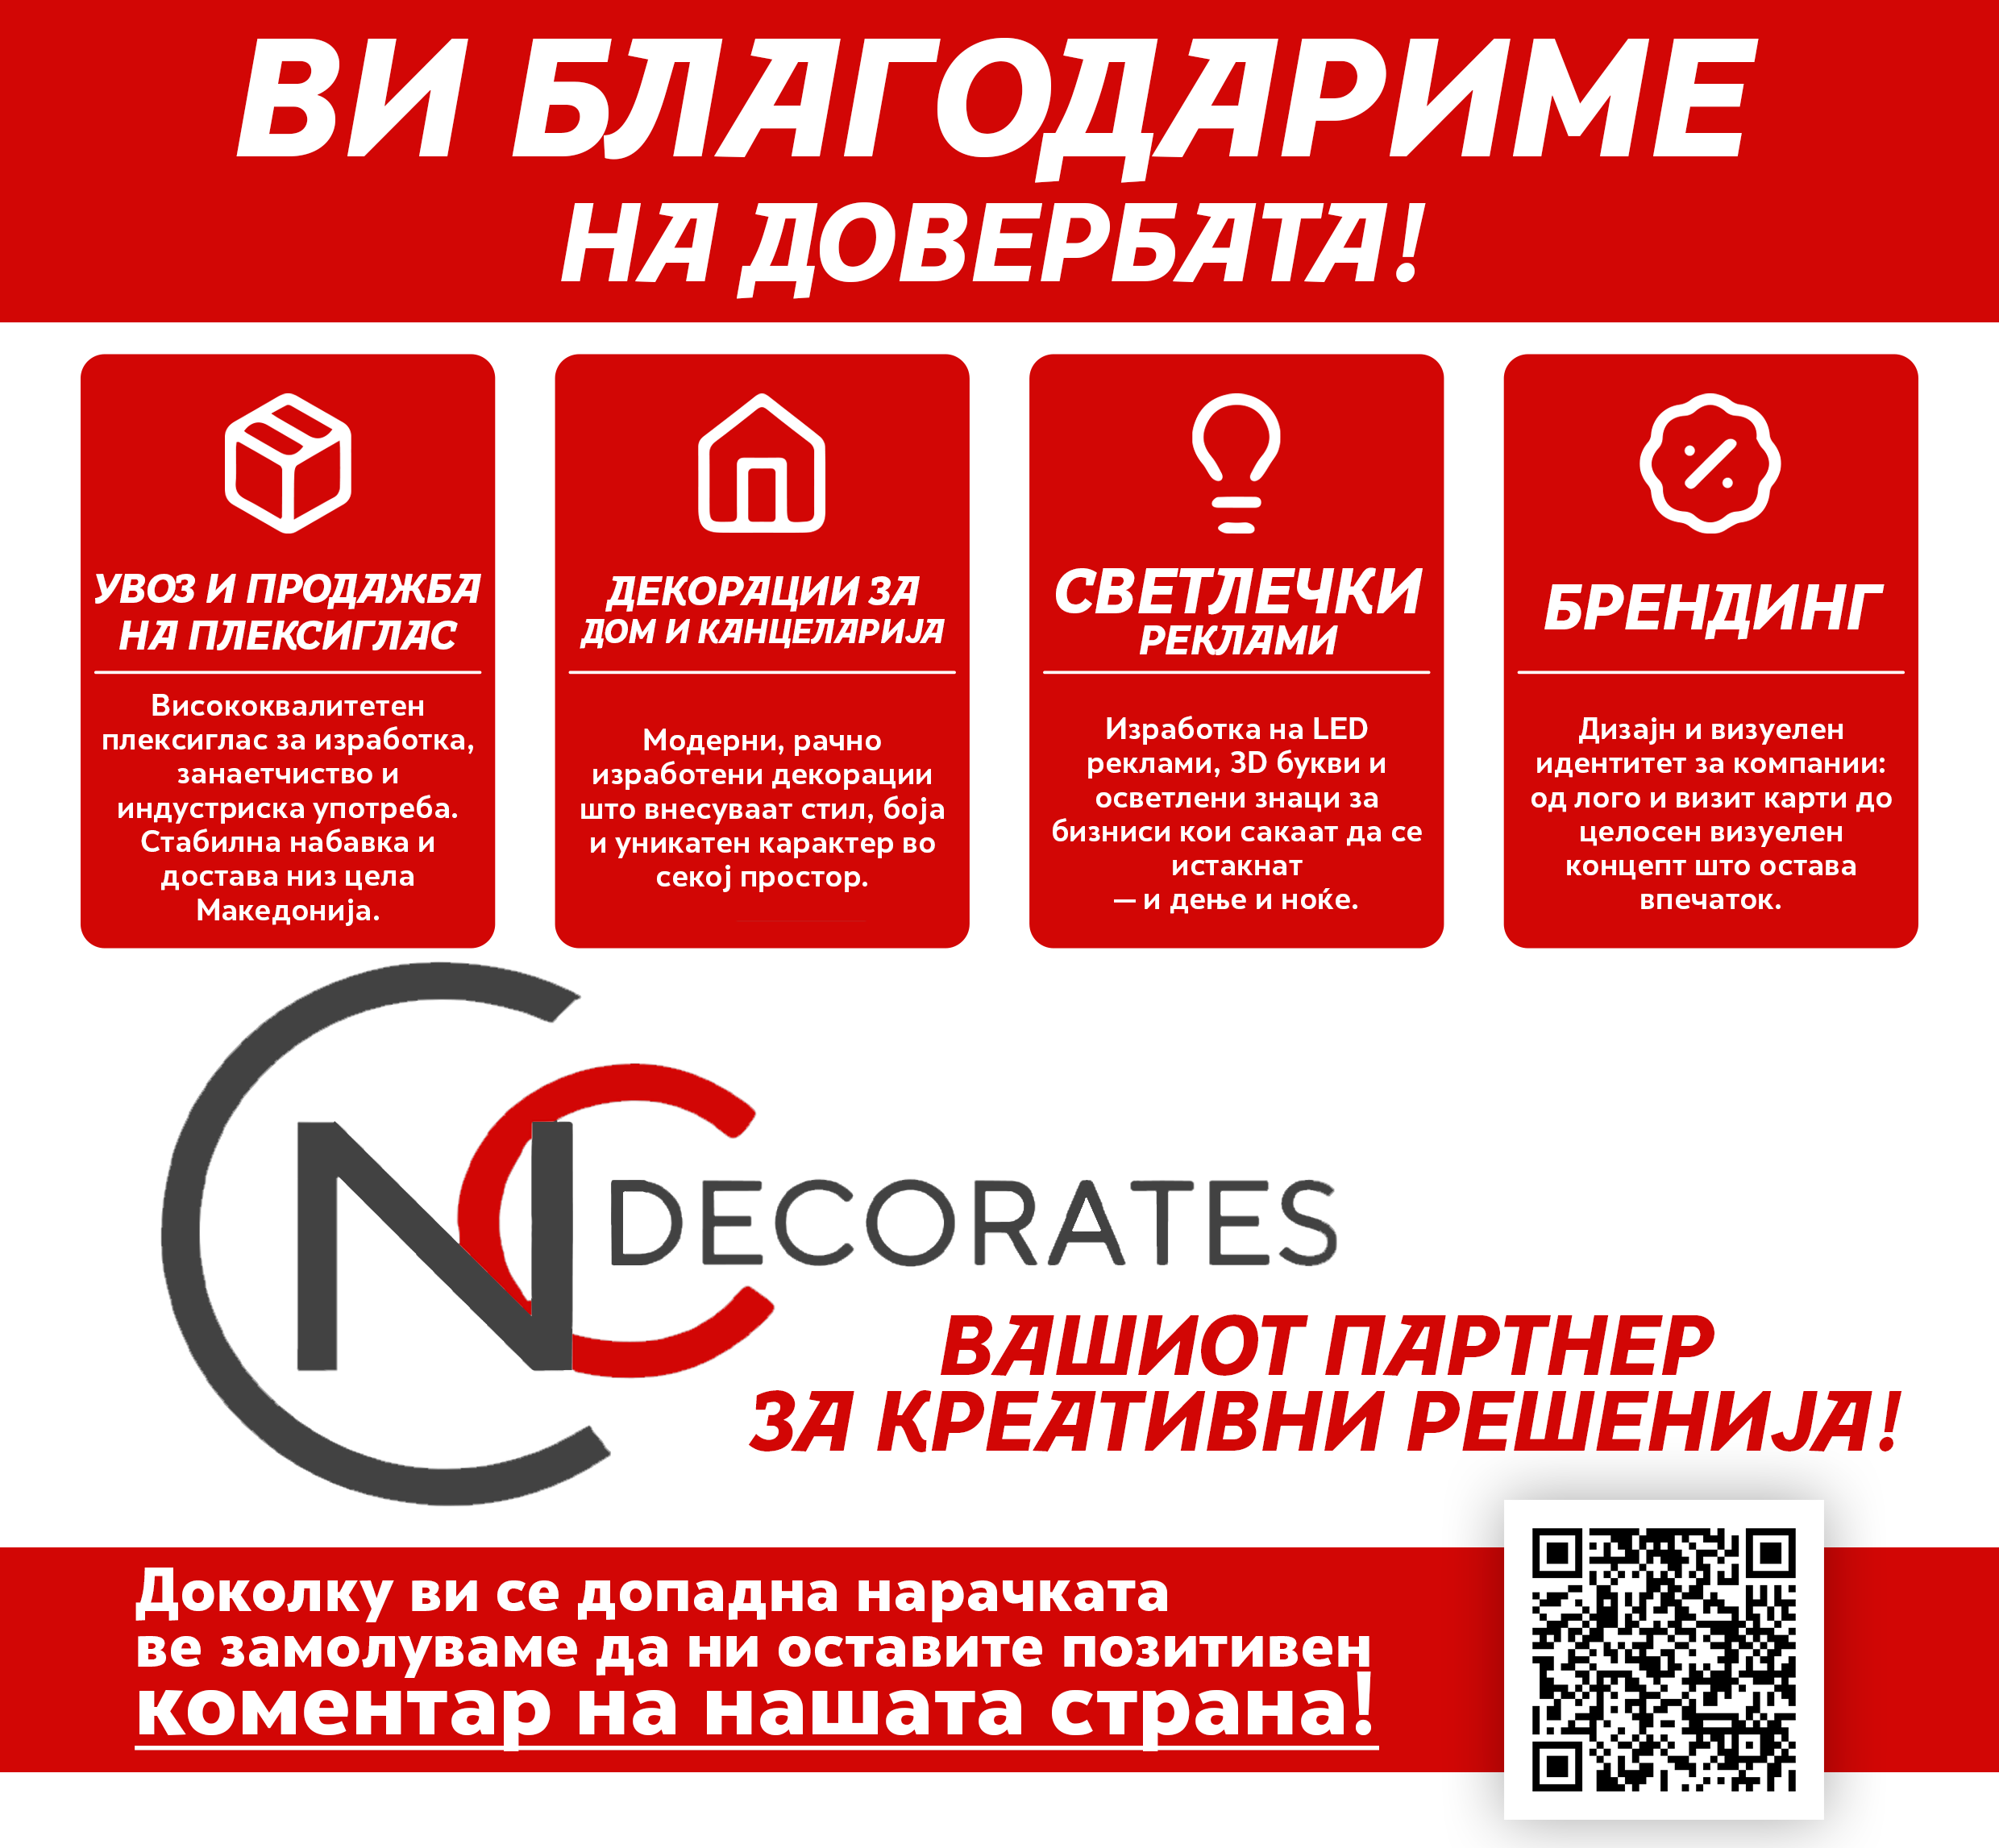 ВИ БЛАГОДАРИМЕ
НА ДОВЕРБАТА!
УВОЗ И ПРОДАЖБА
НА ПЛЕКСИГЛАС
Висококвалитетен
плексиглас за изработка,
занаетчиство и
индустриска употреба.
Стабилна набавка и
достава низ цела
Македонија.
ДЕКОРАЦИИ ЗА
ДОМ И КАНЦЕЛАРИЈА
Модерни, рачно
изработени декорации
што внесуваат стил, боја
и уникатен карактер во
секој простор.
СВЕТЛЕЧКИ
РЕКЛАМИ
Изработка на LED
реклами, 3D букви и
осветлени знаци за
бизниси кои сакаат да се
истакнат
— и дење и ноќе.
БРЕНДИНГ
Дизајн и визуелен
идентитет за компании:
од лого и визит карти до
целосен визуелен
концепт што остава
впечаток.
CNC DECORATES
ВАШИОТ ПАРТНЕР
ЗА КРЕАТИВНИ РЕШЕНИЈА!
Доколку ви се допадна нарачката
ве замолуваме да ни оставите позитивен
коментар на нашата страна!